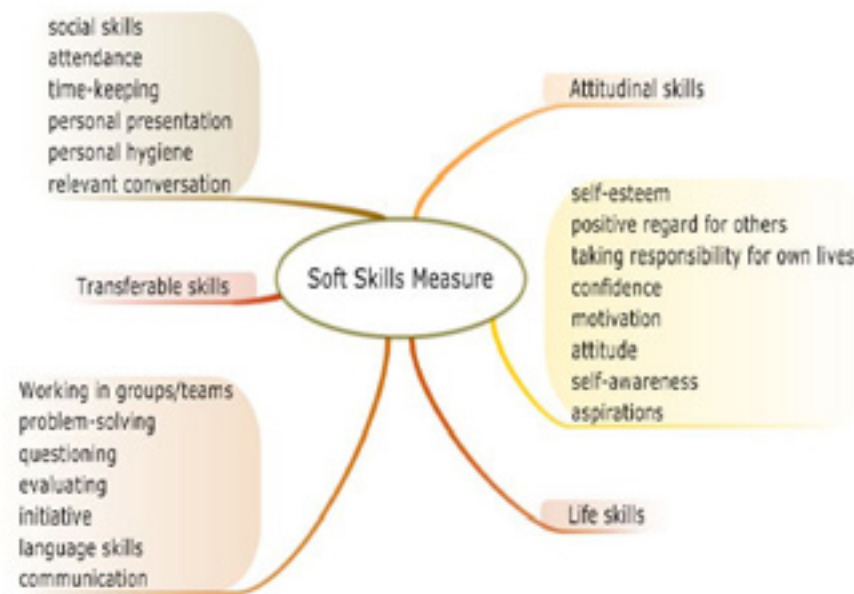 social skills
attendance
time-keeping
personal presentation
personal hygiene
relevant conversation
Attitudinal skills
self-esteem
positive regard for others
taking responsibility for own lives
confidence
motivation
attitude
self-awareness
aspirations
Soft Skills Measure
Transferable skills
Working in groups/teams
problem-solving
questioning
evaluating
initiative
language skills
communication
Life skills